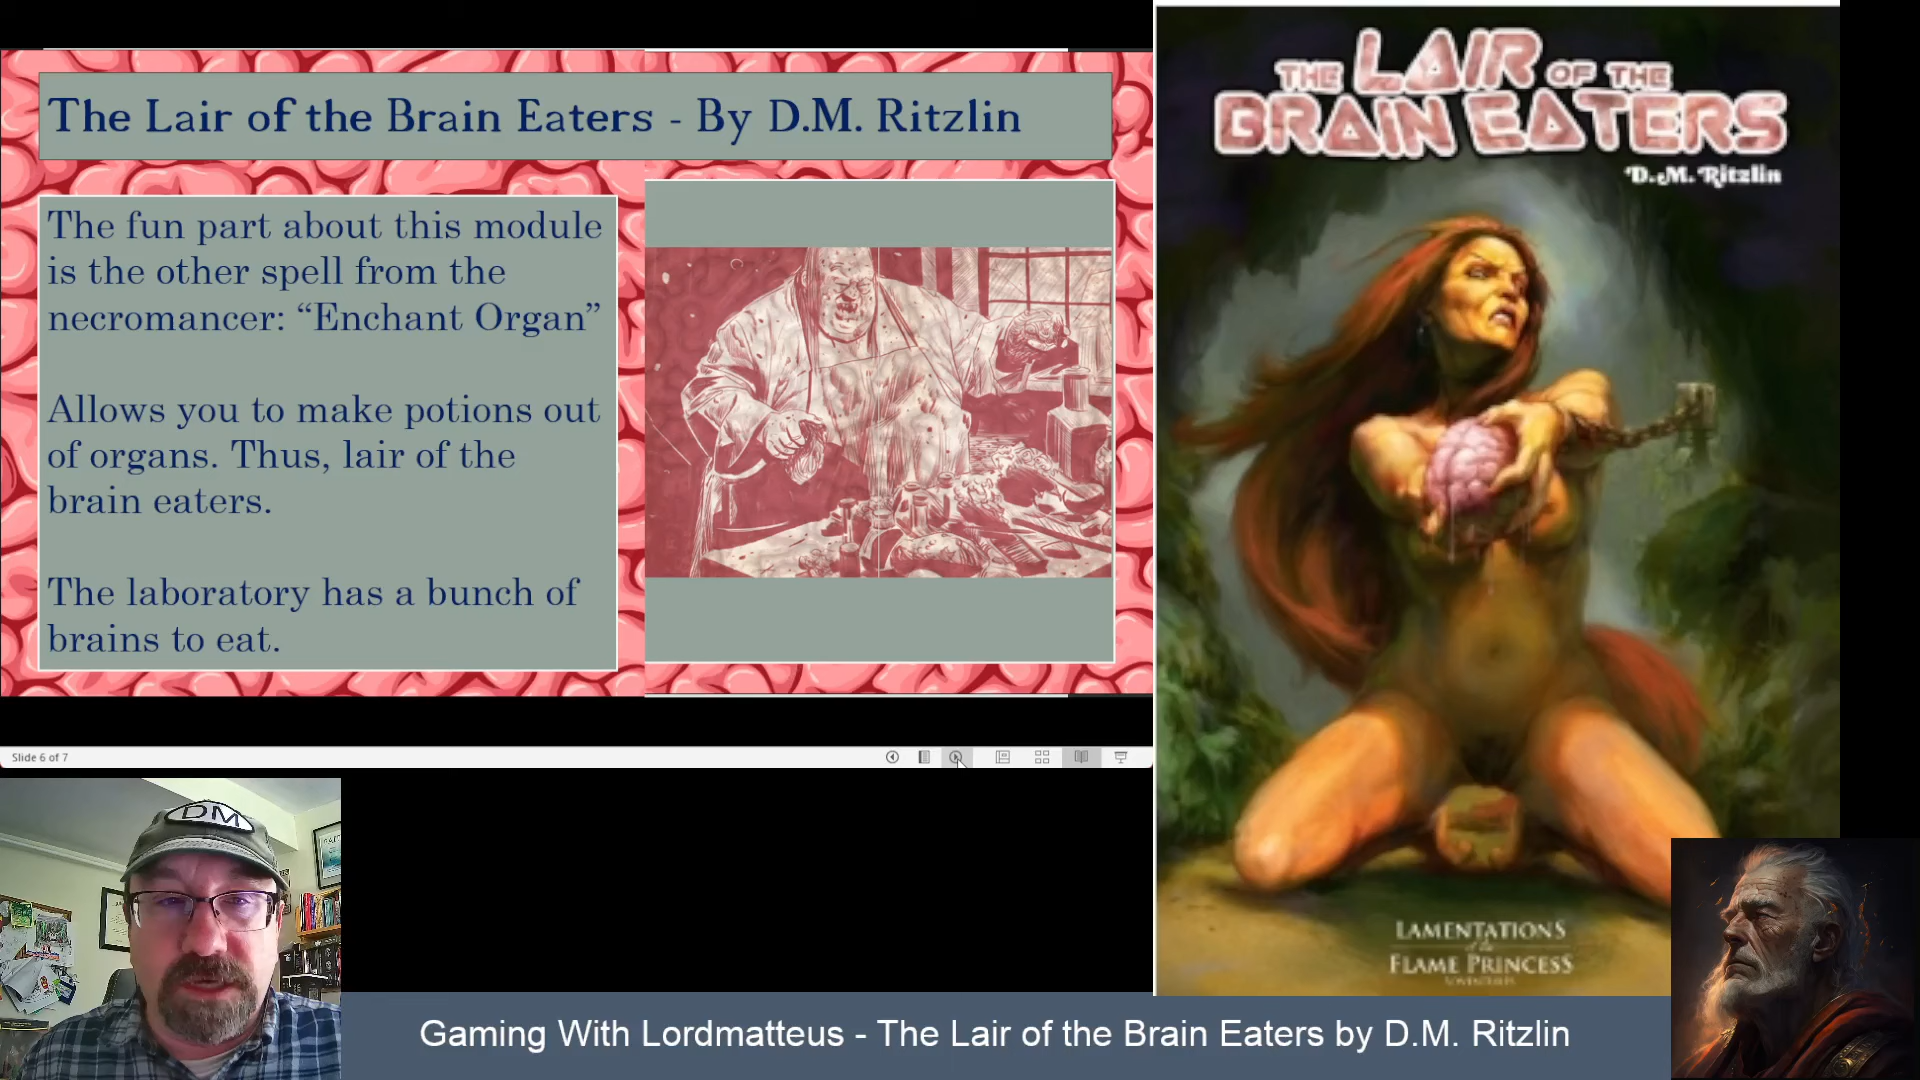 The Lair of the Brain Eaters - By D.M. Ritzlin
The fun part about this module
is the other spell from the
necromancer: “Enchant Organ”
Allows you to make potions out
of organs. Thus, lair of the
brain eaters.
The laboratory has a bunch of
brains to eat.
Slide 6 of 7
THE LAIR OF THE
BRAIN EATERS
D.M. Ritzlin
LAMENTATIONS
of the
FLAME PRINCESS
ADVENTURES
DM
Gaming With Lordmatteus - The Lair of the Brain Eaters by D.M. Ritzlin